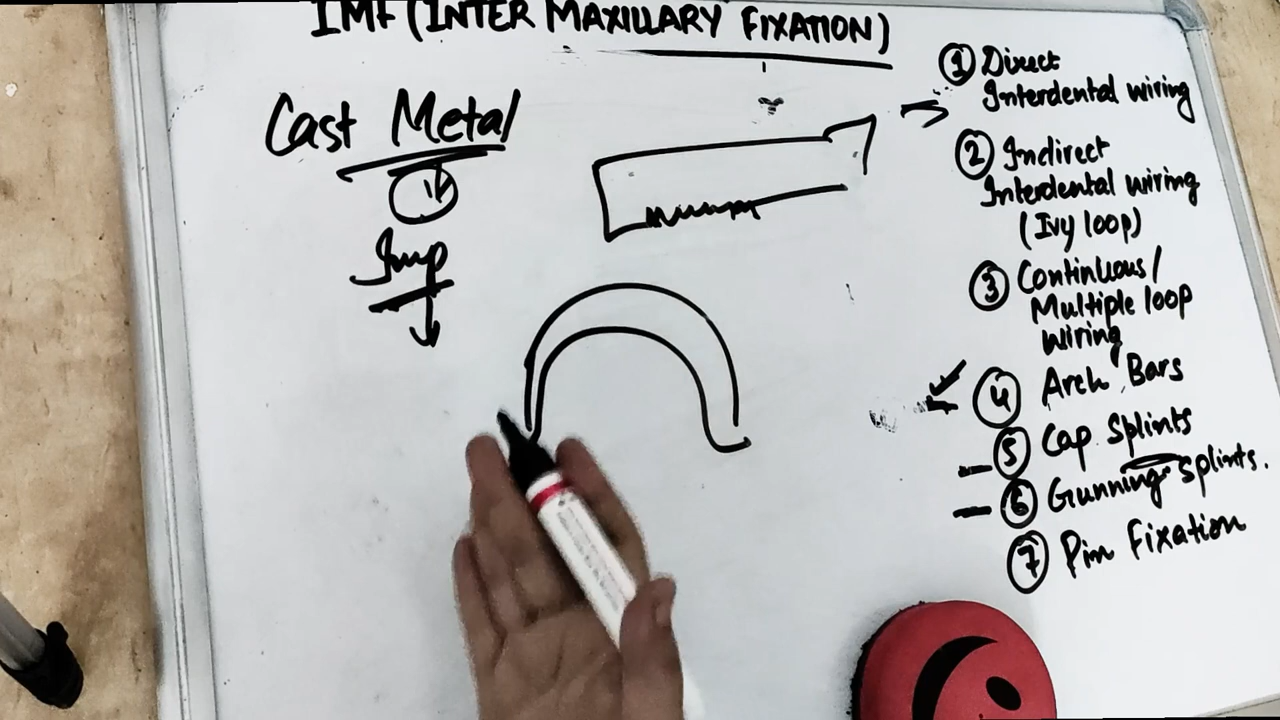 IMF (INTER MAXILLARY FIXATION)
Cast Metal
Imp
① Direct
Interdental wiring
② Indirect
Interdental wiring
(Ivy loop)
③ Continuous/
Multiple loop
wiring
④ Arch Bars
⑤ Cap Splints
⑥ Gunning Splints.
⑦ Pin Fixation